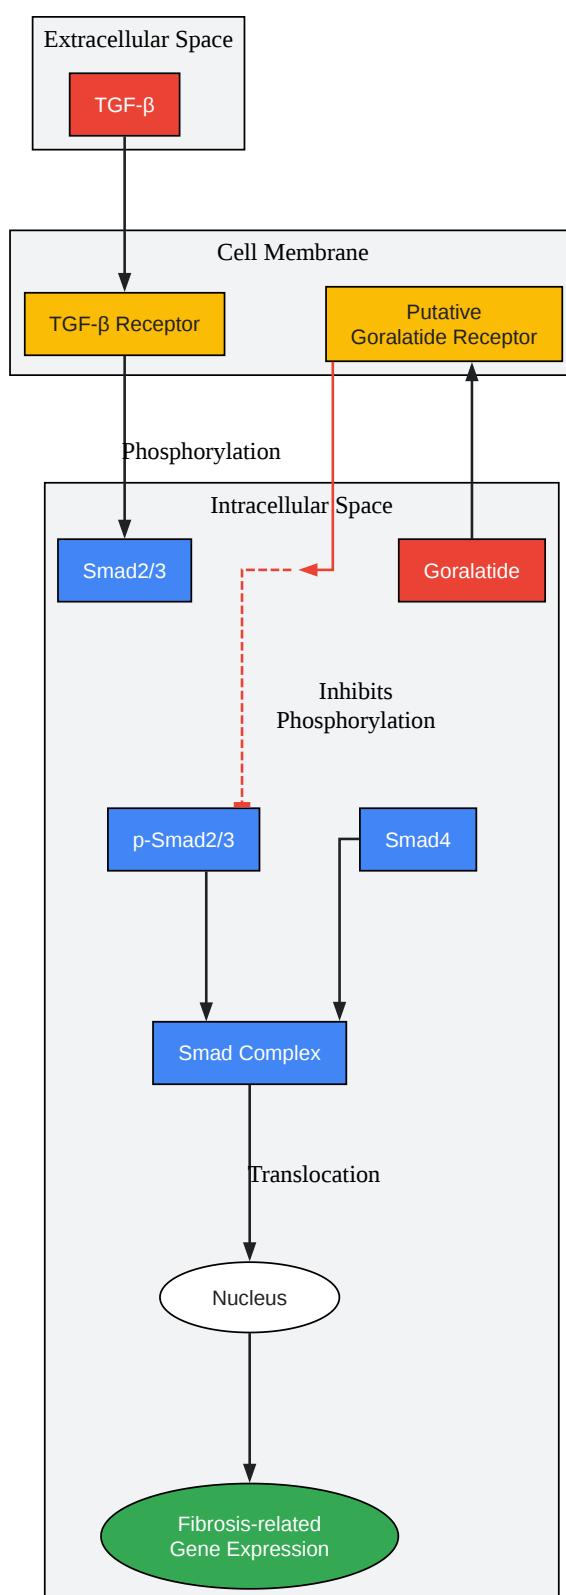 Extracellular Space
TGF-β
Cell Membrane
TGF-β Receptor
Putative
Goralatide Receptor
Phosphorylation
Intracellular Space
Smad2/3
Goralatide
Inhibits
Phosphorylation
p-Smad2/3
Smad4
Smad Complex
Translocation
Nucleus
Fibrosis-related
Gene Expression